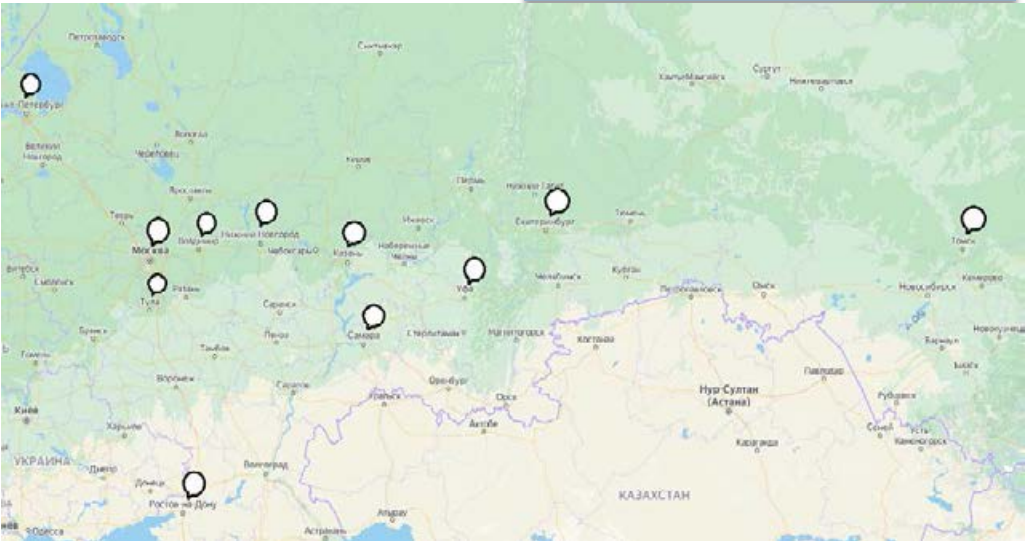 Петрозаводск
Сыктывкар
Сургут
Ханты-Мансийск
Нижневартовск
Санкт-Петербург
Великий
Новгород
Вологда
Череповец
Киров
Пермь
Нижний Тагил
Ярославль
Тверь
Ижевск
Екатеринбург
Тюмень
Москва
Владимир
Нижний Новгород
Чебоксары
Казань
Набережные
Челны
Томск
Витебск
Смоленск
Тула
Рязань
Уфа
Челябинск
Курган
Петропавловск
Омск
Новосибирск
Кемерово
Саранск
Брянск
Пенза
Самара
Стерлитамак
Магнитогорск
Костанай
Новокузнецк
Барнаул
Гомель
Тамбов
Воронеж
Саратов
Оренбург
Орск
Уральск
Актобе
Нур-Султан
(Астана)
Павлодар
Бийск
Рубцовск
Киев
Харьков
Семей
Усть-
Каменогорск
Караганда
УКРАИНА
Днепр
Донецк
Волгоград
Ростов-на-Дону
КАЗАХСТАН
Атырау
Астрахань
Одесса